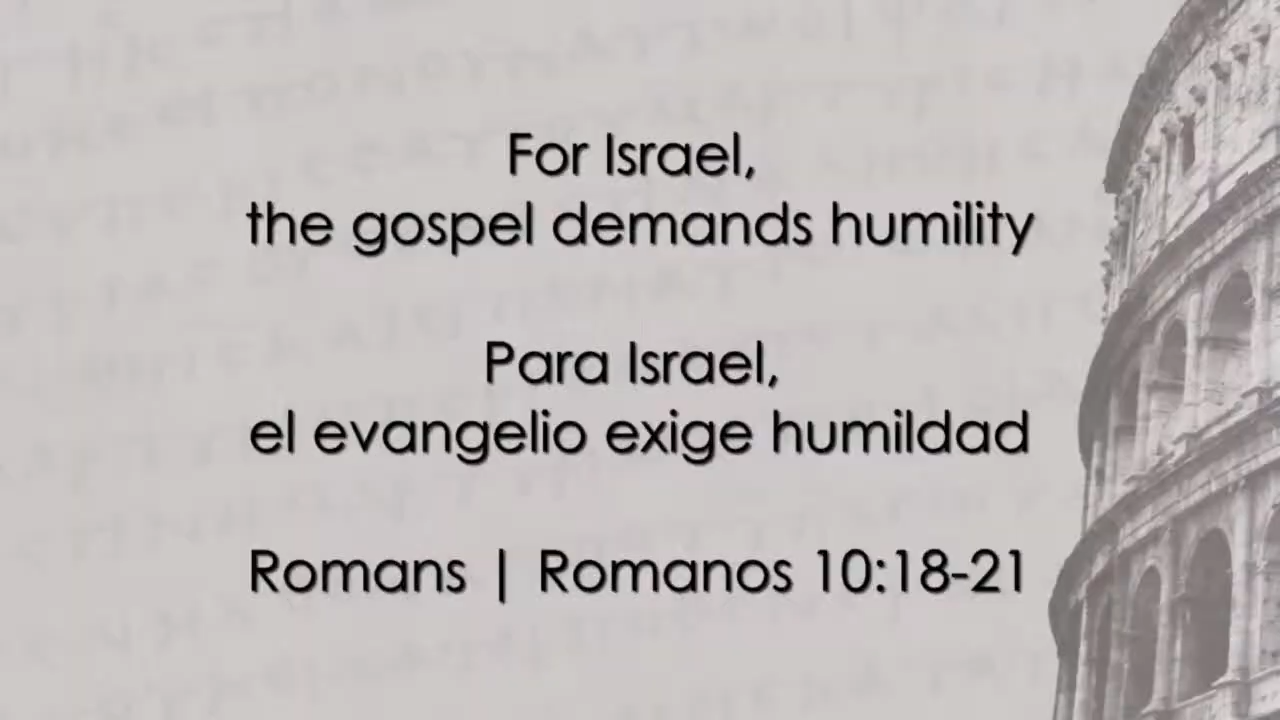 For Israel,
the gospel demands humility
Para Israel,
el evangelio exige humildad
Romans | Romanos 10:18-21